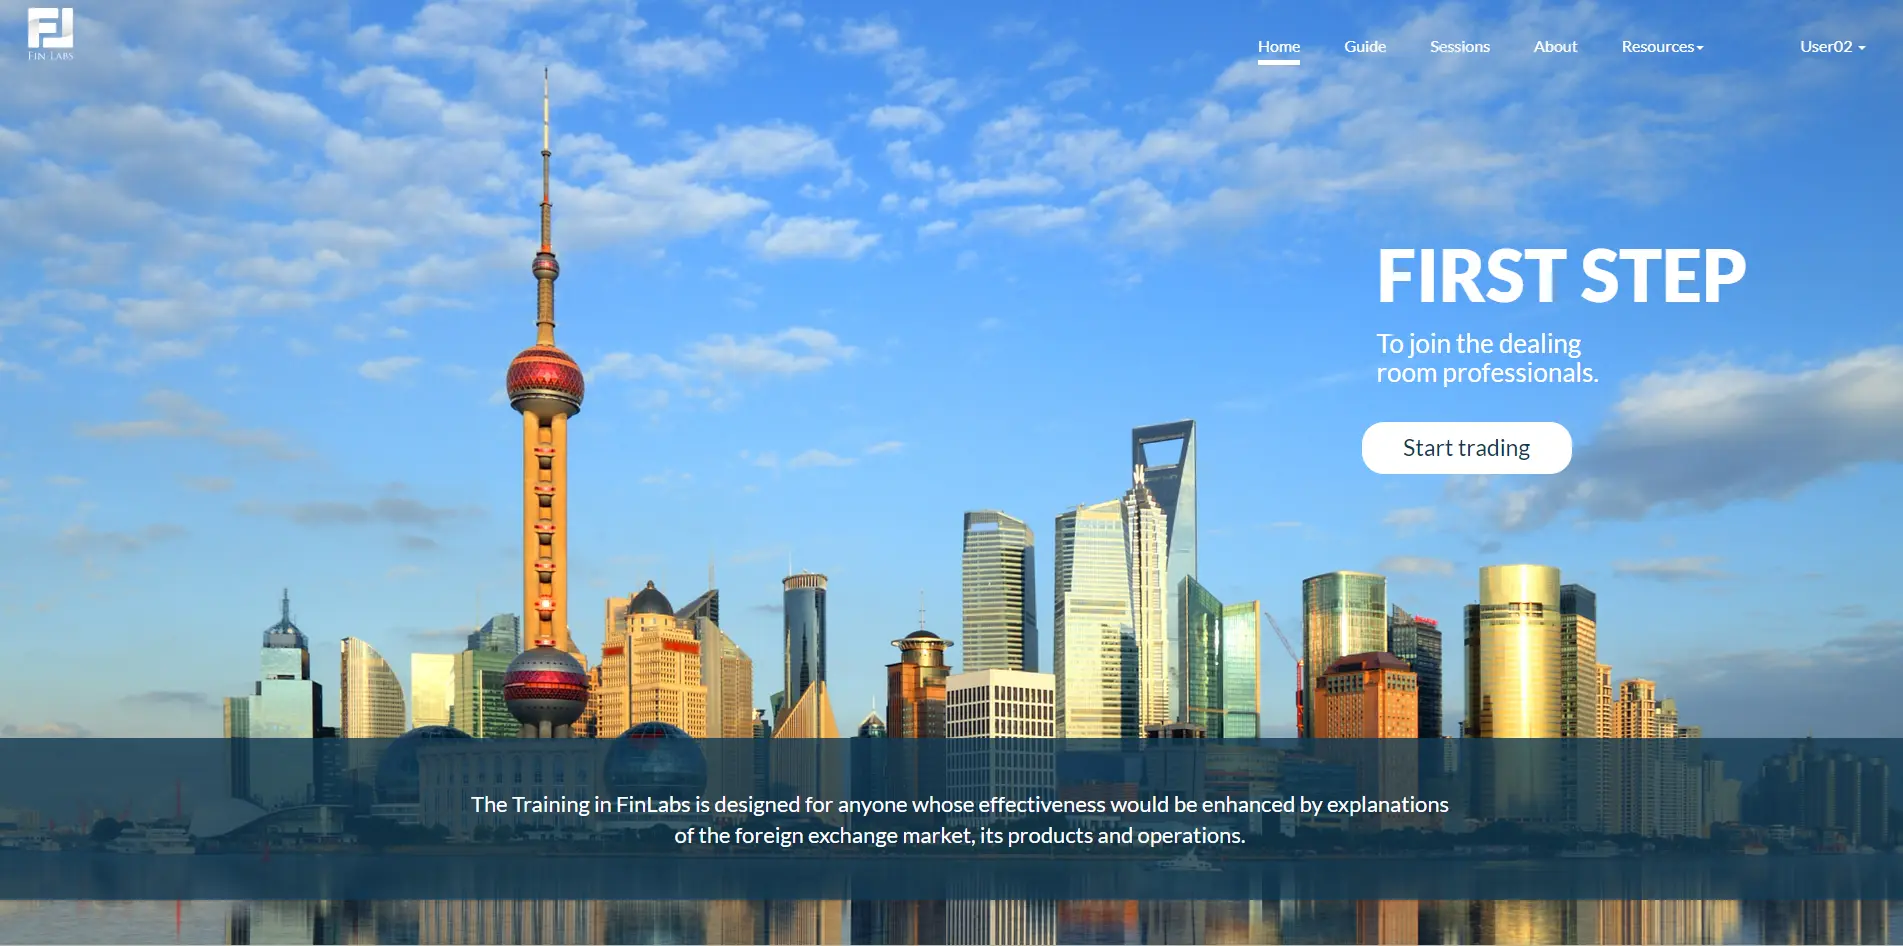 FIN LABS
Home
Guide
Sessions
About
Resources
User02
FIRST STEP
To join the dealing
room professionals.
Start trading
The Training in FinLabs is designed for anyone whose effectiveness would be enhanced by explanations
of the foreign exchange market, its products and operations.